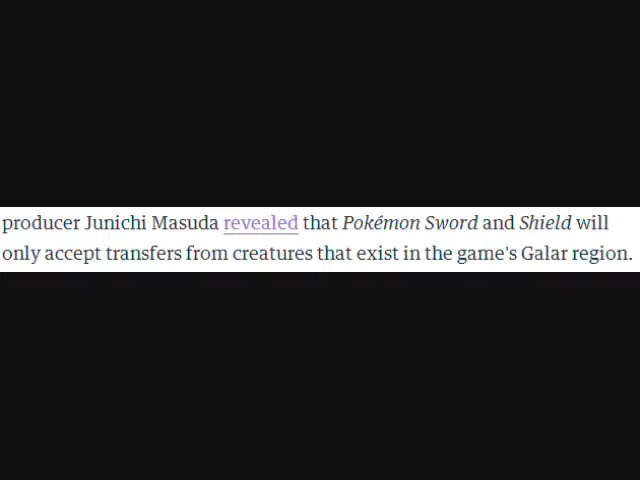 producer Junichi Masuda revealed that Pokémon Sword and Shield will
only accept transfers from creatures that exist in the game's Galar region.